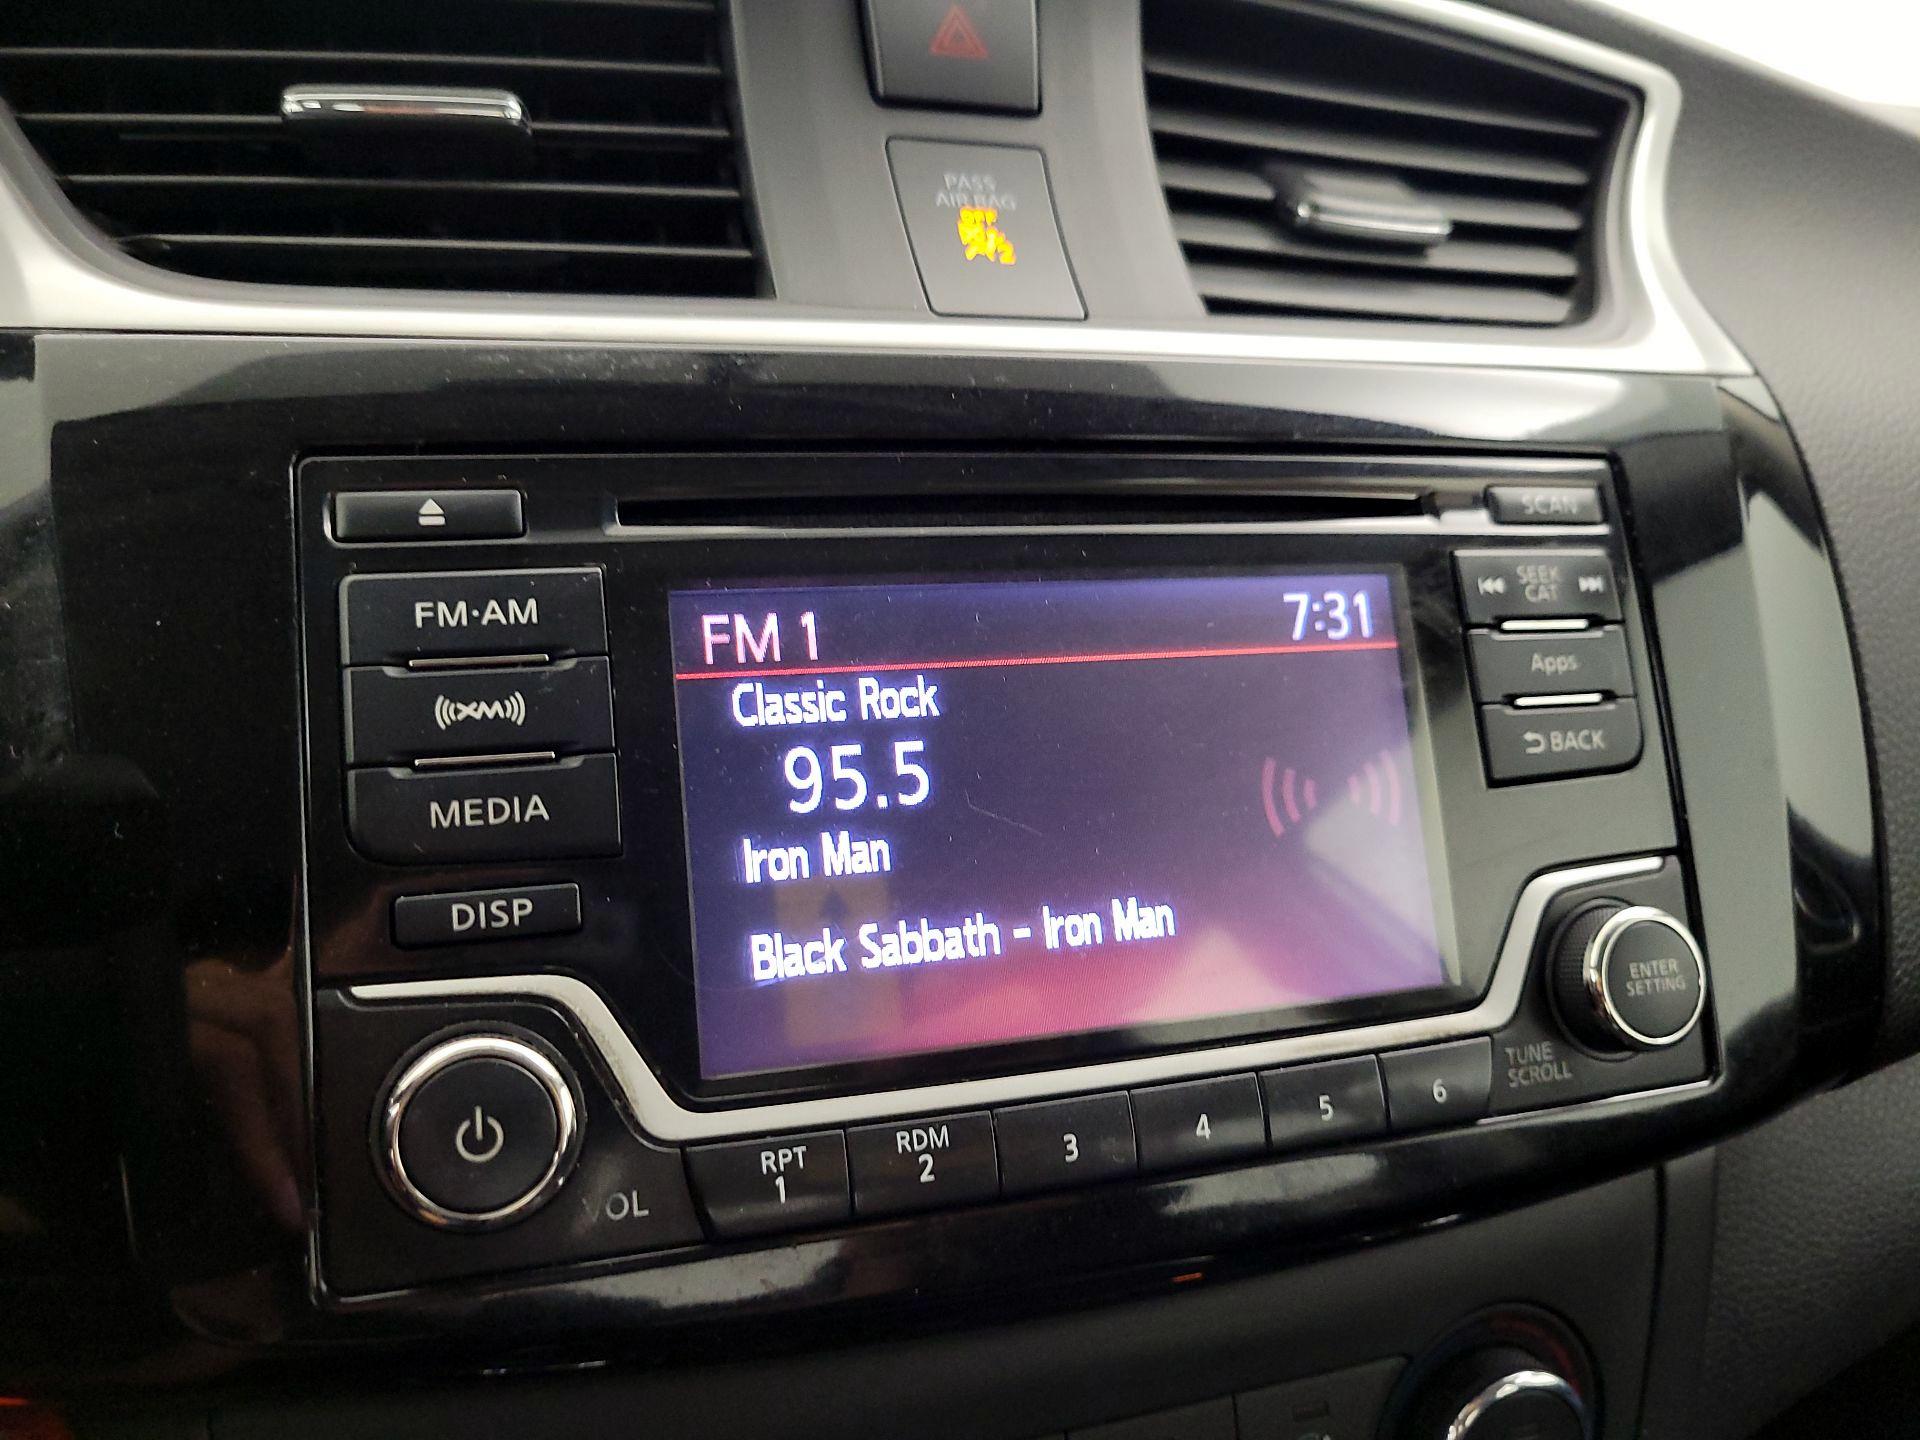 PASS
AIR BAG
OFF
SCAN
FM·AM
XM
MEDIA
DISP
VOL
FM 1
7:31
Classic Rock
95.5
Iron Man
Black Sabbath - Iron Man
SEEK
CAT
Apps
BACK
ENTER
SETTING
TUNE
SCROLL
RPT
1
RDM
2
3
4
5
6